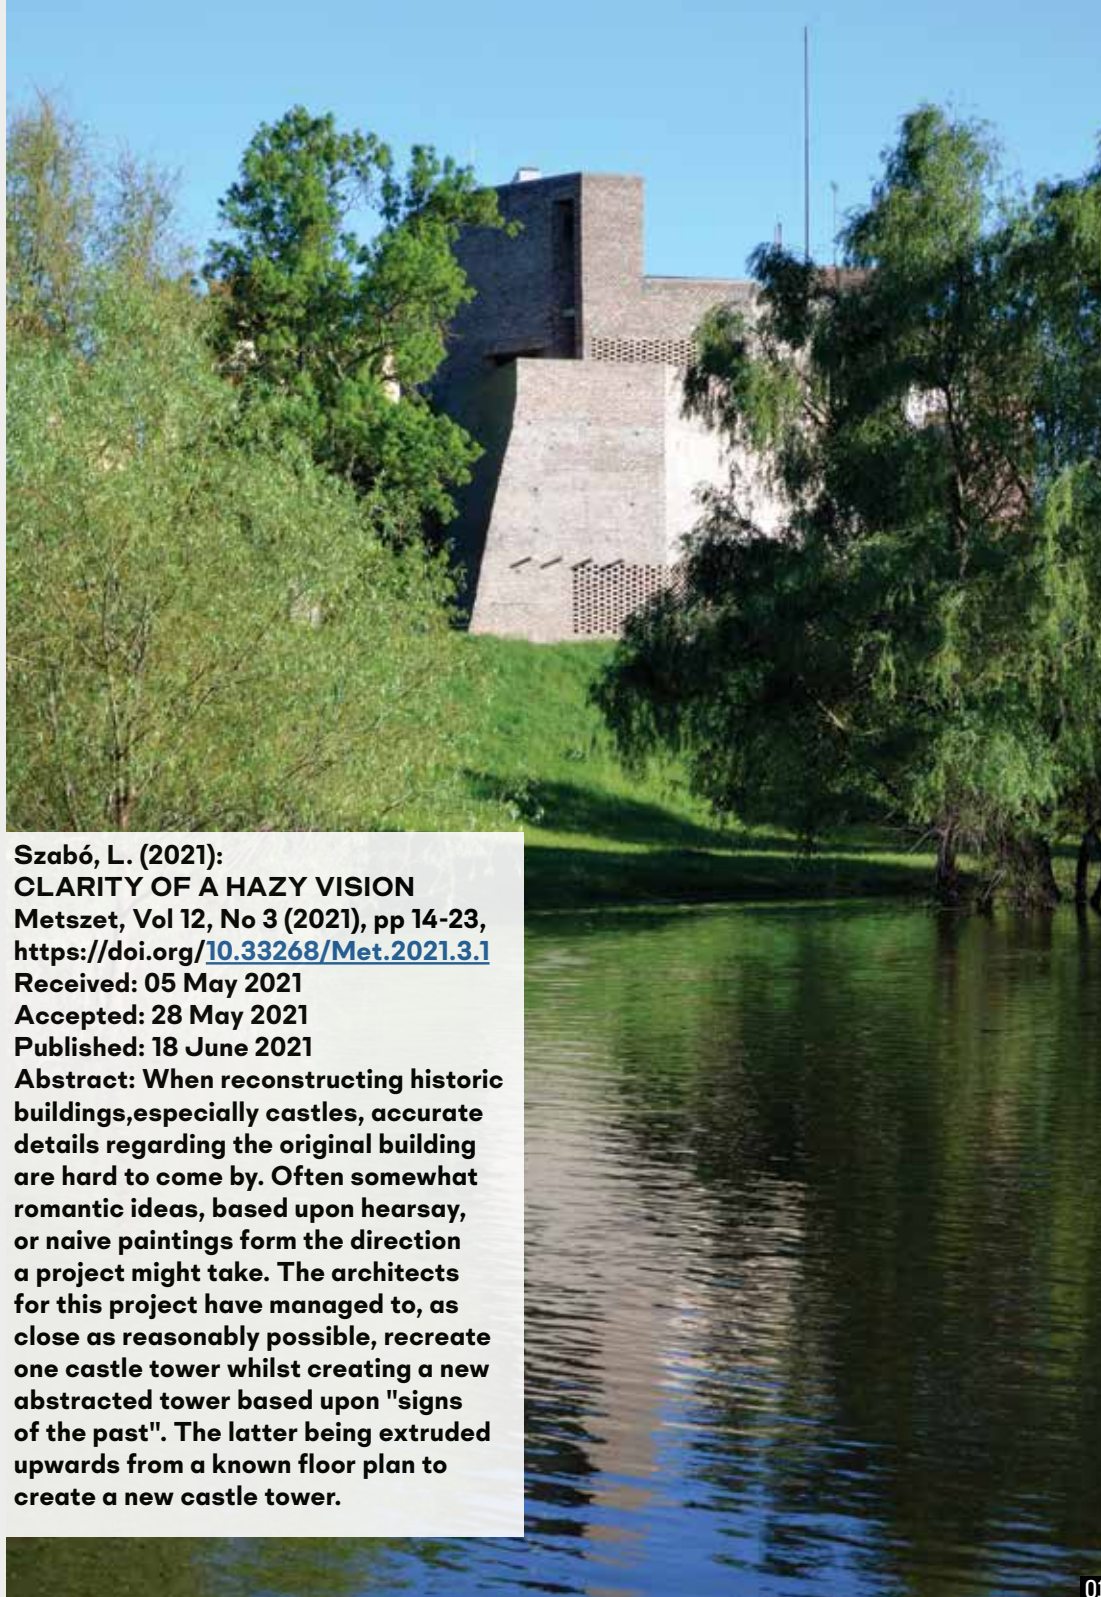 Szabó, L. (2021):
CLARITY OF A HAZY VISION
Metszet, Vol 12, No 3 (2021), pp 14-23,
https://doi.org/10.33268/Met.2021.3.1
Received: 05 May 2021
Accepted: 28 May 2021
Published: 18 June 2021
Abstract: When reconstructing historic
buildings,especially castles, accurate
details regarding the original building
are hard to come by. Often somewhat
romantic ideas, based upon hearsay,
or naive paintings form the direction
a project might take. The architects
for this project have managed to, as
close as reasonably possible, recreate
one castle tower whilst creating a new
abstracted tower based upon "signs
of the past". The latter being extruded
upwards from a known floor plan to
create a new castle tower.